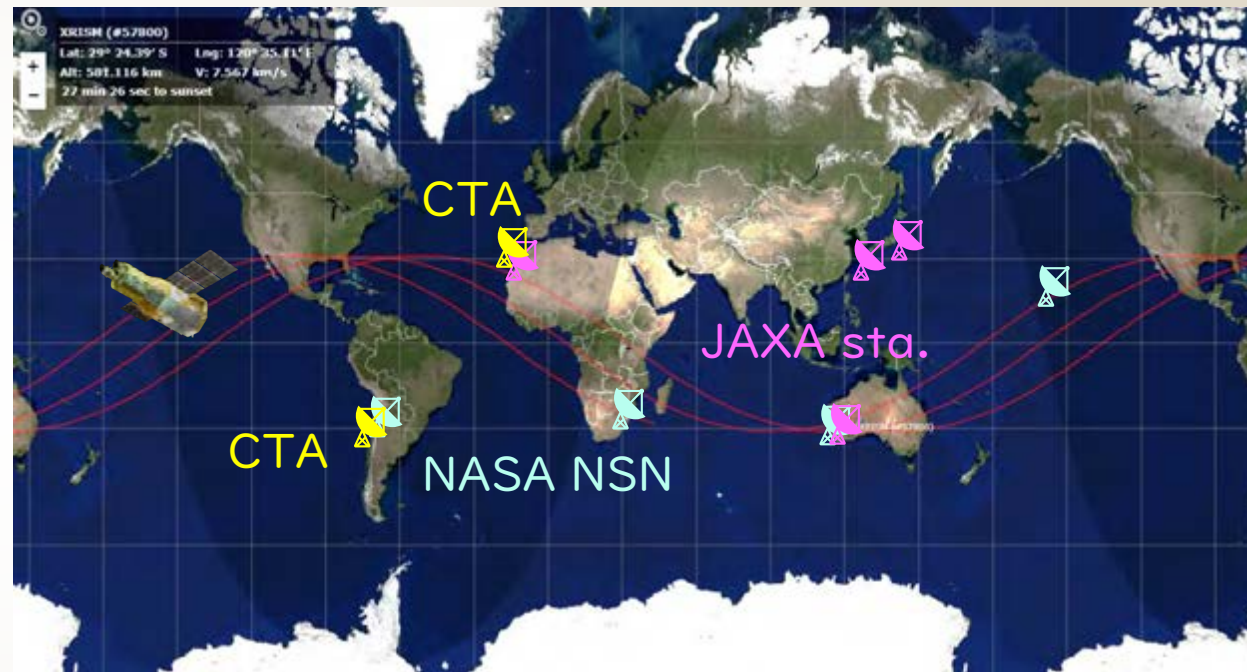 XRISM (#57800)
Lat: 29° 24.39' S Lng: 120° 35.11' E
Alt: 581.116 km V: 7.567 km/s
27 min 26 sec to sunset
+
−
CTA
JAXA sta.
CTA
NASA NSN